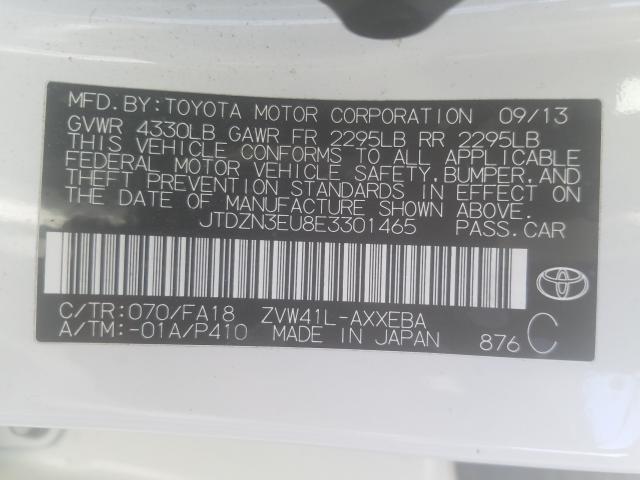 MFD.BY:TOYOTA MOTOR CORPORATION 09/13
GVWR 4330LB GAWR FR 2295LB RR 2295LB
THIS VEHICLE CONFORMS TO ALL APPLICABLE
FEDERAL MOTOR VEHICLE SAFETY,BUMPER,AND
THEFT PREVENTION STANDARDS IN EFFECT ON
THE DATE OF MANUFACTURE SHOWN ABOVE.
JTDZN3EU8E3301465 PASS.CAR
C/TR:070/FA18 ZVW41L-AXXEBA
A/TM:-01A/P410 MADE IN JAPAN 876 C